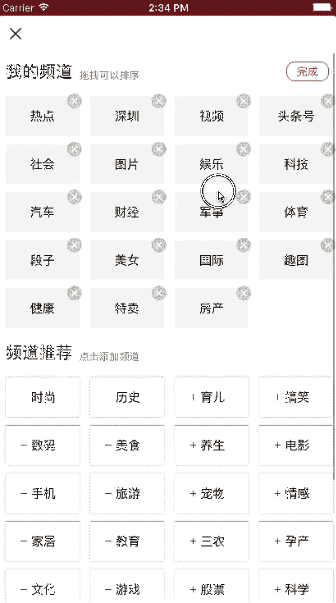 Carrier 2:34 PM
我的频道 拖拽可以排序 完成
热点 深圳 视频 头条号
社会 图片 娱乐 科技
汽车 财经 军事 体育
段子 美女 国际 趣图
健康 特卖 房产
频道推荐 点击添加频道
时尚 历史 + 育儿 + 搞笑
+ 数码 + 美食 + 养生 + 电影
+ 手机 + 旅游 + 宠物 + 情感
+ 家居 + 教育 + 三农 + 孕产
+ 文化 + 游戏 + 股票 + 科学